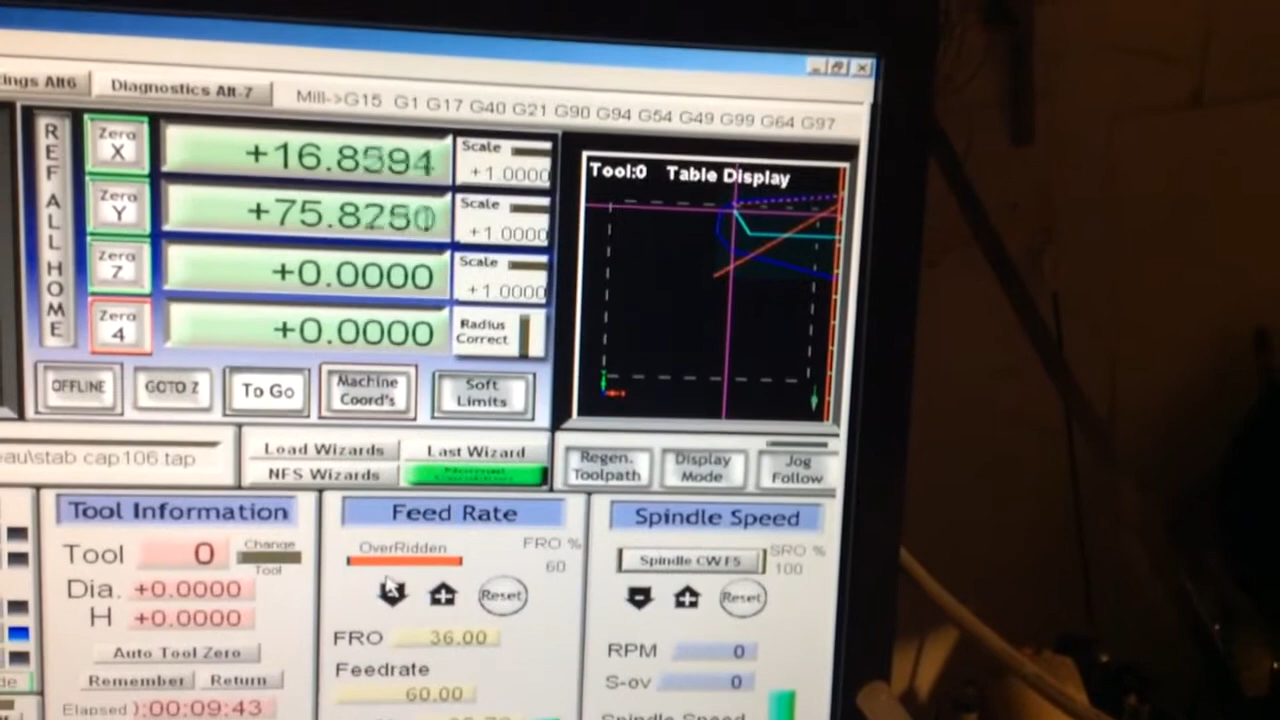 ings Alt6 Diagnostics Alt-7 Mill->G15 G1 G17 G40 G21 G90 G94 G54 G49 G99 G64 G97
REF ALL HOME
Zero X +16.8594 Scale +1.0000
Zero Y Scale +1.0000
Zero Z +0.0000 Scale +1.0000
Zero 4 +0.0000 Radius Correct
Tool:0 Table Display
OFFLINE GOTO Z To Go Machine Coord's Soft Limits
au\stab cap106 tap
Load Wizards Last Wizard
NFS Wizards
Regen. Toolpath Display Mode Jog Follow
Tool Information
Tool 0 Change Tool
Dia. +0.0000
H +0.0000
Auto Tool Zero
Remember Return
Elapsed ):00:09:43
Feed Rate
OverRidden FRO %
60
Reset
FRO 36.00
Feedrate
60.00
Spindle Speed
Spindle CW F5 SRO %
100
Reset
RPM 0
S-ov 0
Spindle Speed